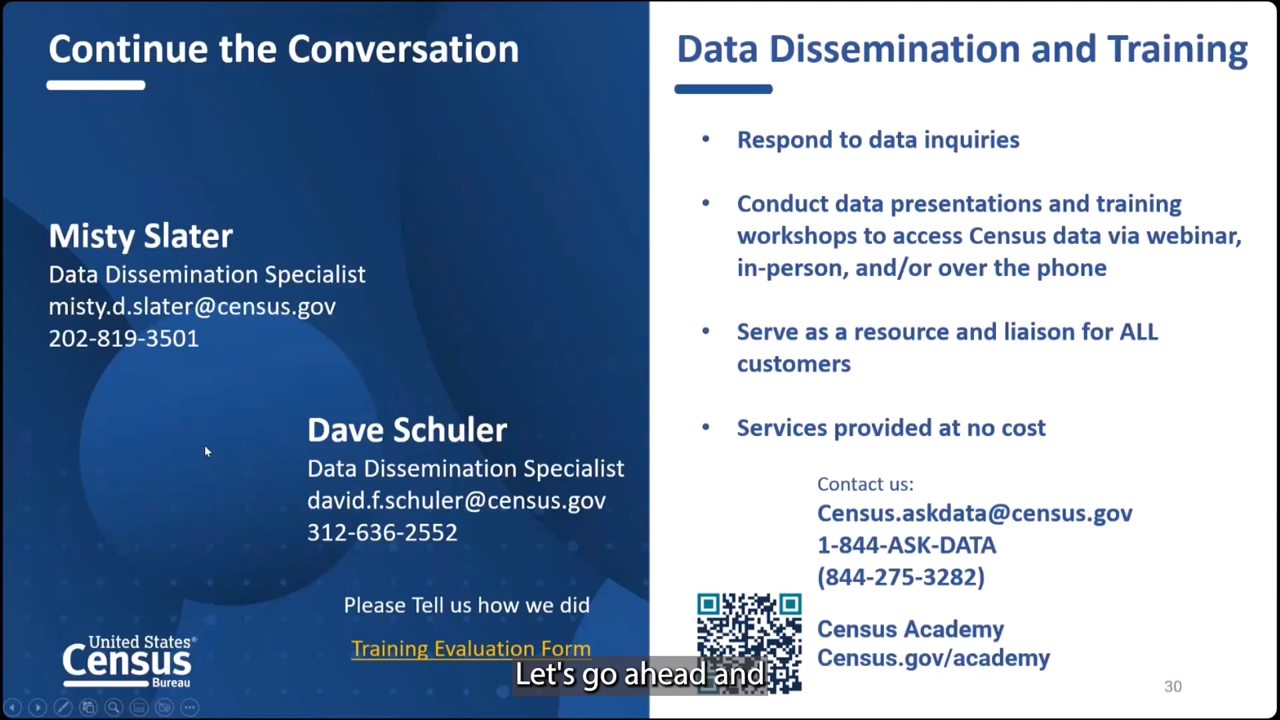 Continue the Conversation
Misty Slater
Data Dissemination Specialist
misty.d.slater@census.gov
202-819-3501
Dave Schuler
Data Dissemination Specialist
david.f.schuler@census.gov
312-636-2552
Please Tell us how we did
Training Evaluation Form
United States®
Census
Bureau
Data Dissemination and Training
• Respond to data inquiries
• Conduct data presentations and training
workshops to access Census data via webinar,
in-person, and/or over the phone
• Serve as a resource and liaison for ALL
customers
• Services provided at no cost
Contact us:
Census.askdata@census.gov
1-844-ASK-DATA
(844-275-3282)
Census Academy
Census.gov/academy
Let's go ahead and
30